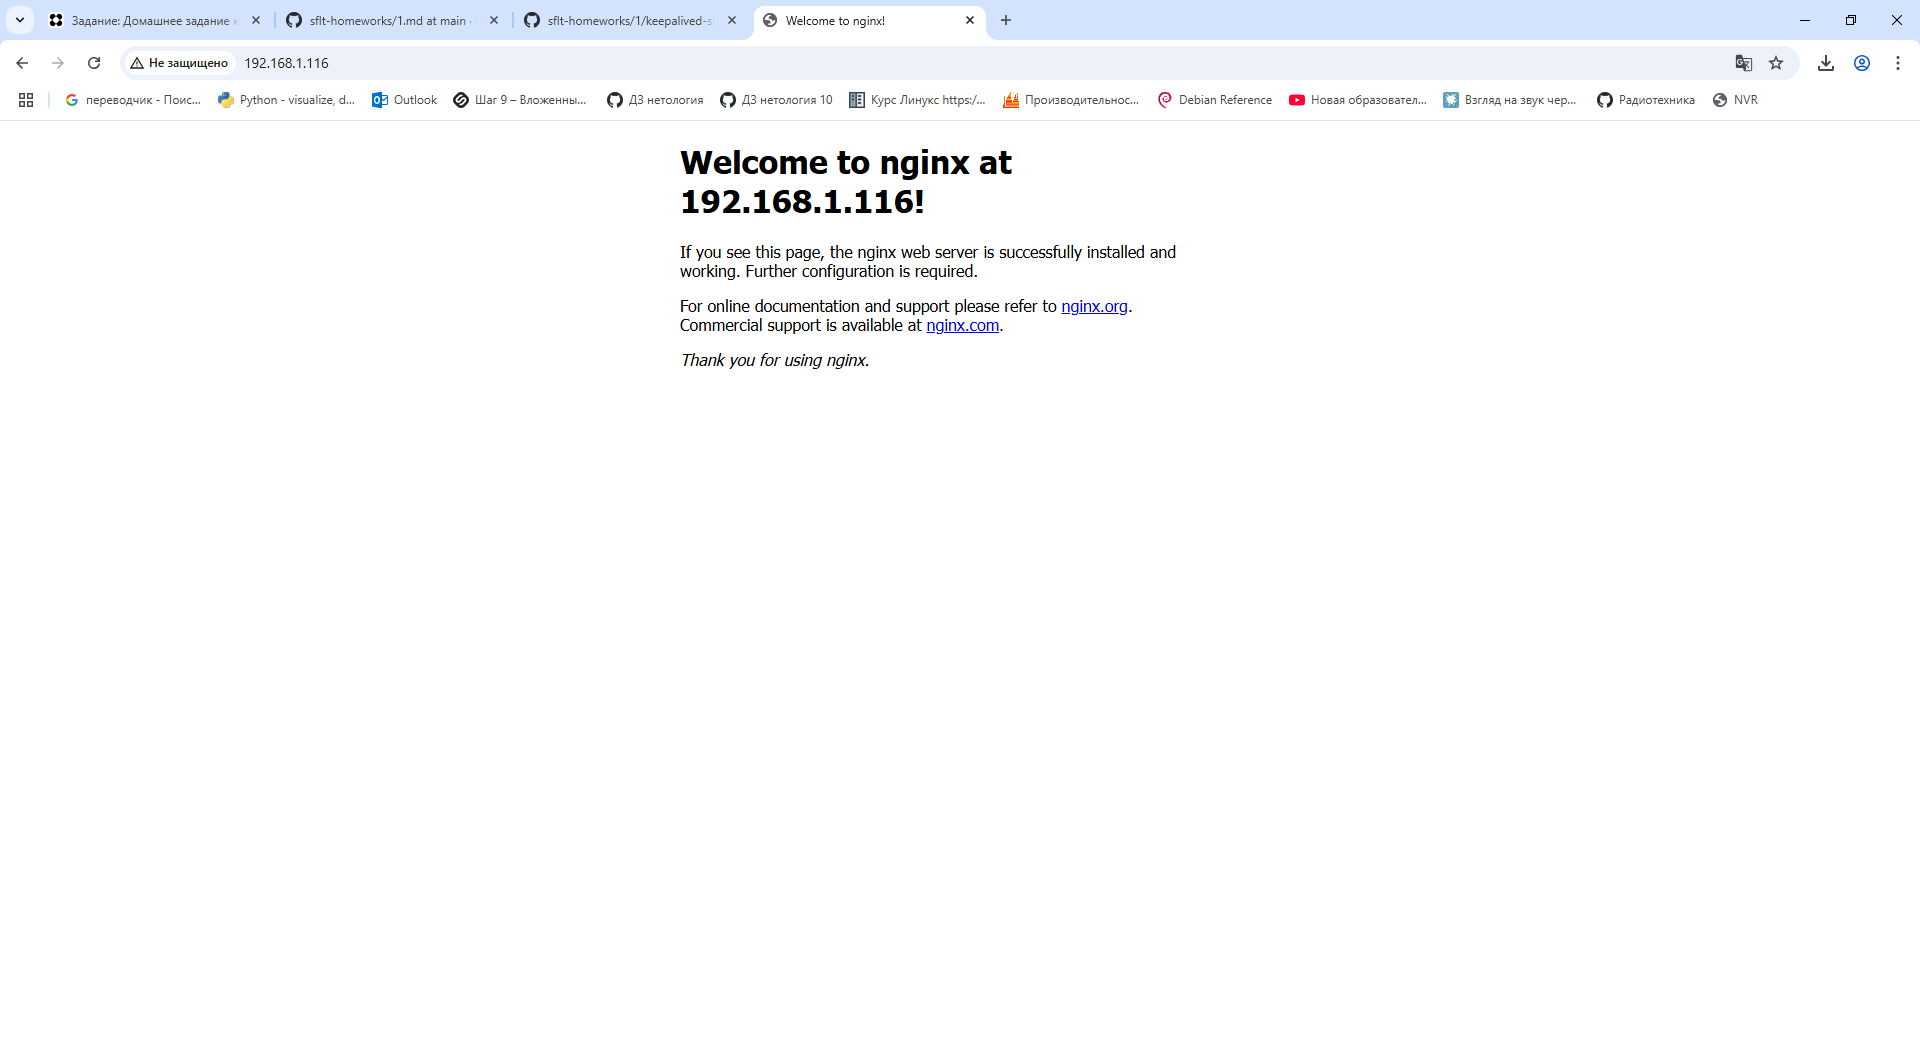 Задание: Домашнее задание к
sflt-homeworks/1.md at main ·
sflt-homeworks/1/keepalived-s
Welcome to nginx!
Не защищено
192.168.1.116
переводчик - Поис...
Python - visualize, d...
Outlook
Шаг 9 – Вложенны...
ДЗ нетология
ДЗ нетология 10
Курс Линукс https:/...
Производительнос...
Debian Reference
Новая образовател...
Взгляд на звук чер...
Радиотехника
NVR
Welcome to nginx at
192.168.1.116!
If you see this page, the nginx web server is successfully installed and
working. Further configuration is required.
For online documentation and support please refer to nginx.org.
Commercial support is available at nginx.com.
Thank you for using nginx.